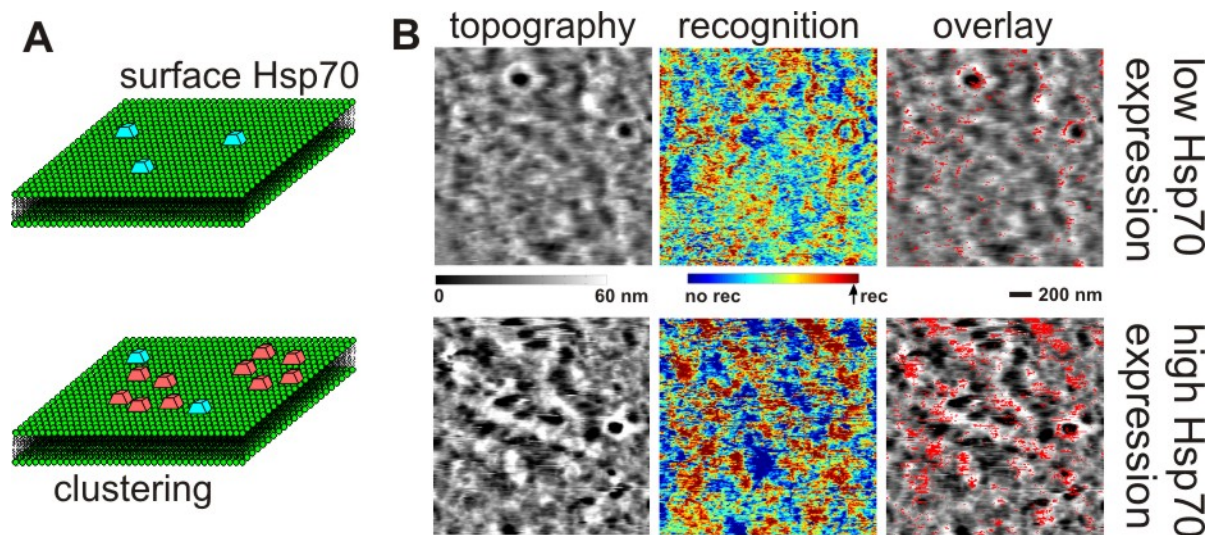 A
surface Hsp70
clustering
B
topography recognition overlay
low Hsp70
expression
0 60 nm
no rec rec
200 nm
high Hsp70
expression